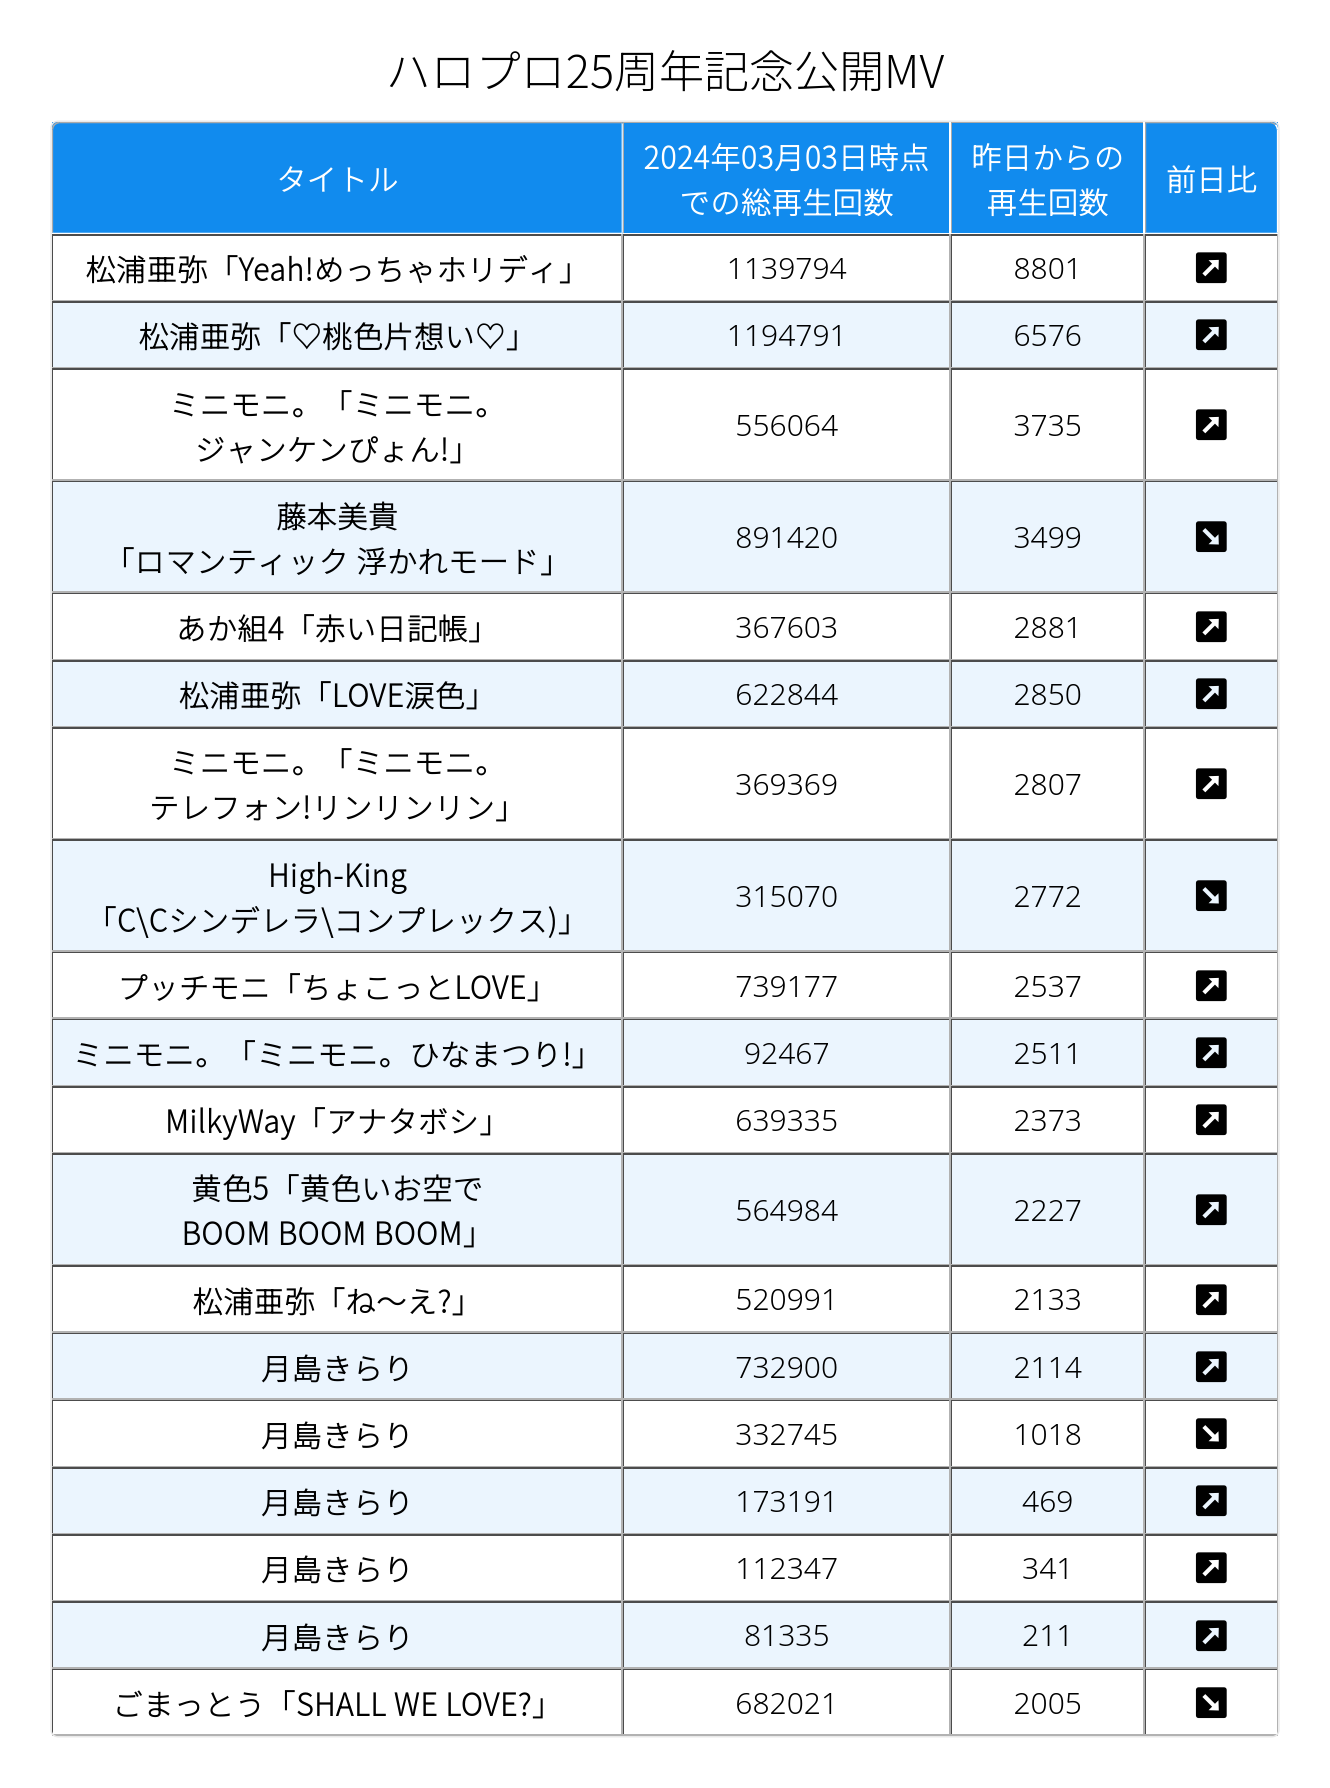 ハロプロ25周年記念公開MV
タイトル
2024年03月03日時点
での総再生回数
昨日からの
再生回数
前日比
松浦亜弥「Yeah!めっちゃホリディ」
1139794
8801
松浦亜弥「♡桃色片想い♡」
1194791
6576
ミニモニ。「ミニモニ。
ジャンケンぴょん!」
556064
3735
藤本美貴
「ロマンティック 浮かれモード」
891420
3499
あか組4「赤い日記帳」
367603
2881
松浦亜弥「LOVE涙色」
622844
2850
ミニモニ。「ミニモニ。
テレフォン!リンリンリン」
369369
2807
High-King
「C\Cシンデレラ\コンプレックス)」
315070
2772
プッチモニ「ちょこっとLOVE」
739177
2537
ミニモニ。「ミニモニ。ひなまつり!」
92467
2511
MilkyWay「アナタボシ」
639335
2373
黄色5「黄色いお空で
BOOM BOOM BOOM」
564984
2227
松浦亜弥「ね～え?」
520991
2133
月島きらり
732900
2114
月島きらり
332745
1018
月島きらり
173191
469
月島きらり
112347
341
月島きらり
81335
211
ごまっとう「SHALL WE LOVE?」
682021
2005